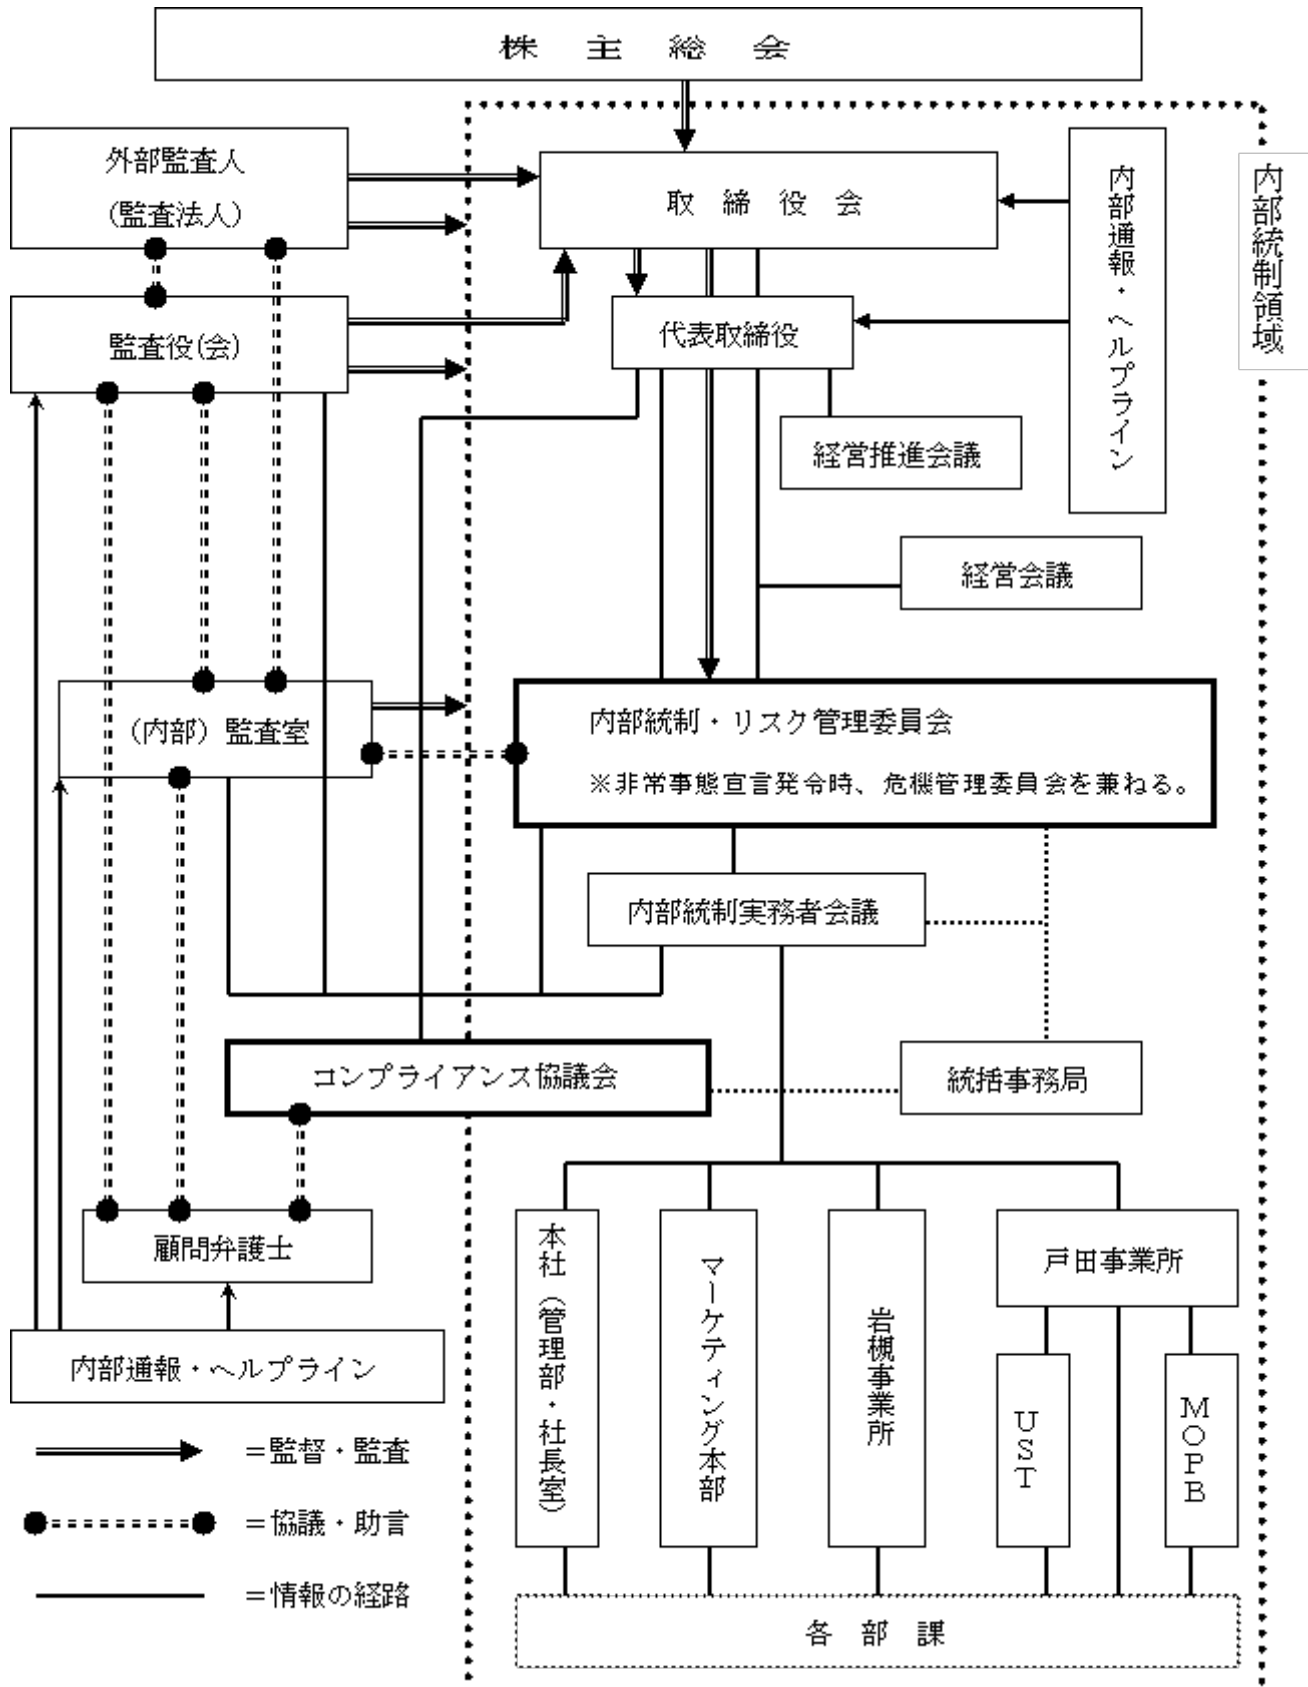 株 主 総 会
外部監査人
（監査法人）
取 締 役 会
内部通報・ヘルプライン
内部統制領域
監査役(会)
代表取締役
経営推進会議
経営会議
（内部）監査室
内部統制・リスク管理委員会
※非常事態宣言発令時、危機管理委員会を兼ねる。
内部統制実務者会議
コンプライアンス協議会
統括事務局
顧問弁護士
本社（管理部・社長室）
マーケティング本部
岩槻事業所
戸田事業所
UST
MOPB
内部通報・ヘルプライン
＝監督・監査
＝協議・助言
＝情報の経路
各 部 課